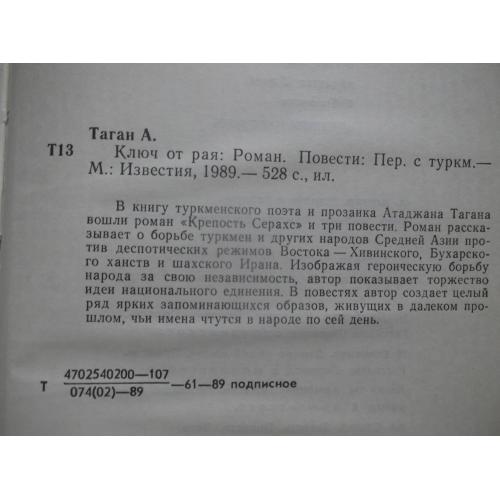 Таган А.
Т13 Ключ от рая: Роман. Повести: Пер. с туркм.—
М.: Известия, 1989.— 528 с., ил.
В книгу туркменского поэта и прозаика Атаджана Тагана
вошли роман «Крепость Серахс» и три повести. Роман расска-
зывает о борьбе туркмен и других народов Средней Азии про-
тив деспотических режимов Востока — Хивинского, Бухарско-
го ханств и шахского Ирана. Изображая героическую борьбу
народа за свою независимость, автор показывает торжество
идеи национального единения. В повестях автор создает целый
ряд ярких запоминающихся образов, живущих в далеком про-
шлом, чьи имена чтутся в народе по сей день.
4702540200—107
Т —61—89 подписное
074(02)—89